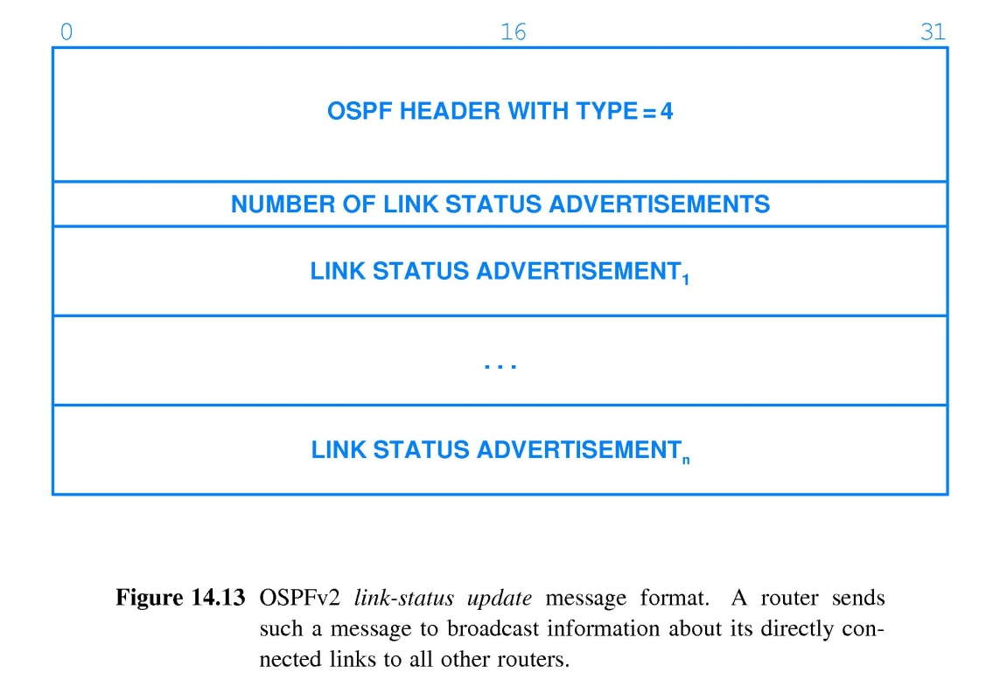 0 16 31
OSPF HEADER WITH TYPE = 4
NUMBER OF LINK STATUS ADVERTISEMENTS
LINK STATUS ADVERTISEMENT1
. . .
LINK STATUS ADVERTISEMENTn
Figure 14.13 OSPFv2 link-status update message format. A router sends
such a message to broadcast information about its directly con-
nected links to all other routers.